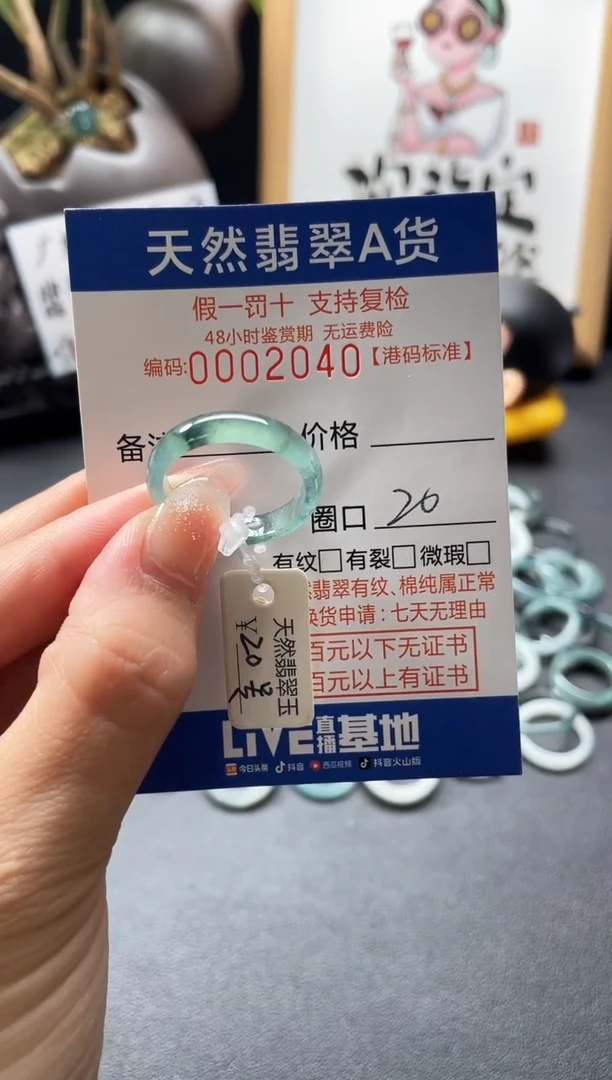 天然翡翠A货
假一罚十 支持复检
48小时鉴赏期 无运费险
编码:0002040【港码标准】
备 价格
圈口 20
有纹□有裂□微瑕□
翡翠有纹、棉纯属正常
换货申请:七天无理由
百元以下无证书
百元以上有证书
天然翡翠玉
¥20号
LIVE直播基地
今日头条 抖音 西瓜视频 抖音火山版